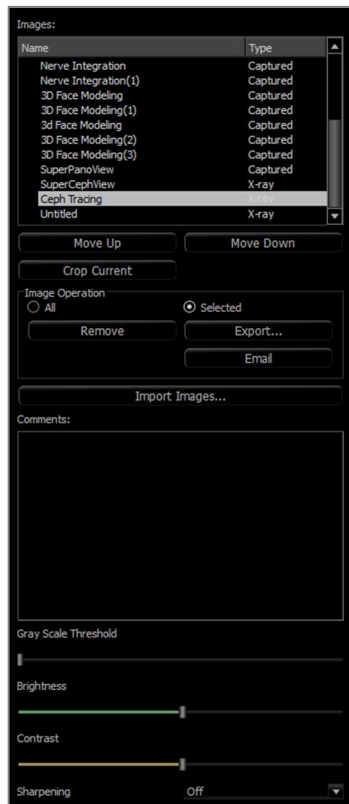 Images:
Name Type
Nerve Integration Captured
Nerve Integration(1) Captured
3D Face Modeling Captured
3D Face Modeling(1) Captured
3d Face Modeling Captured
3D Face Modeling(2) Captured
3D Face Modeling(3) Captured
SuperPanoView Captured
SuperCephView X-ray
Ceph Tracing X-ray
Untitled X-ray
Move Up Move Down
Crop Current
Image Operation
All Selected
Remove Export...
Email
Import Images...
Comments:
Gray Scale Threshold
Brightness
Contrast
Sharpening Off